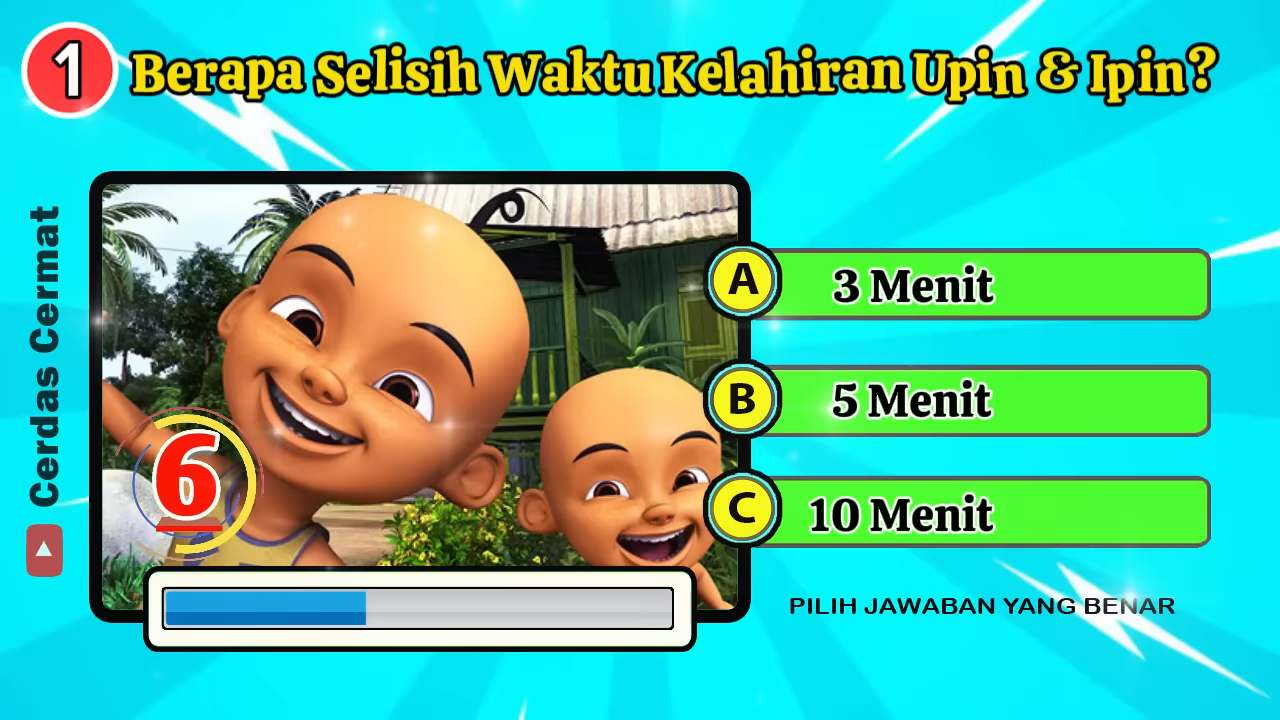 1
Berapa Selisih Waktu Kelahiran Upin & Ipin?
Cerdas Cermat
A
3 Menit
B
5 Menit
C
10 Menit
6
PILIH JAWABAN YANG BENAR